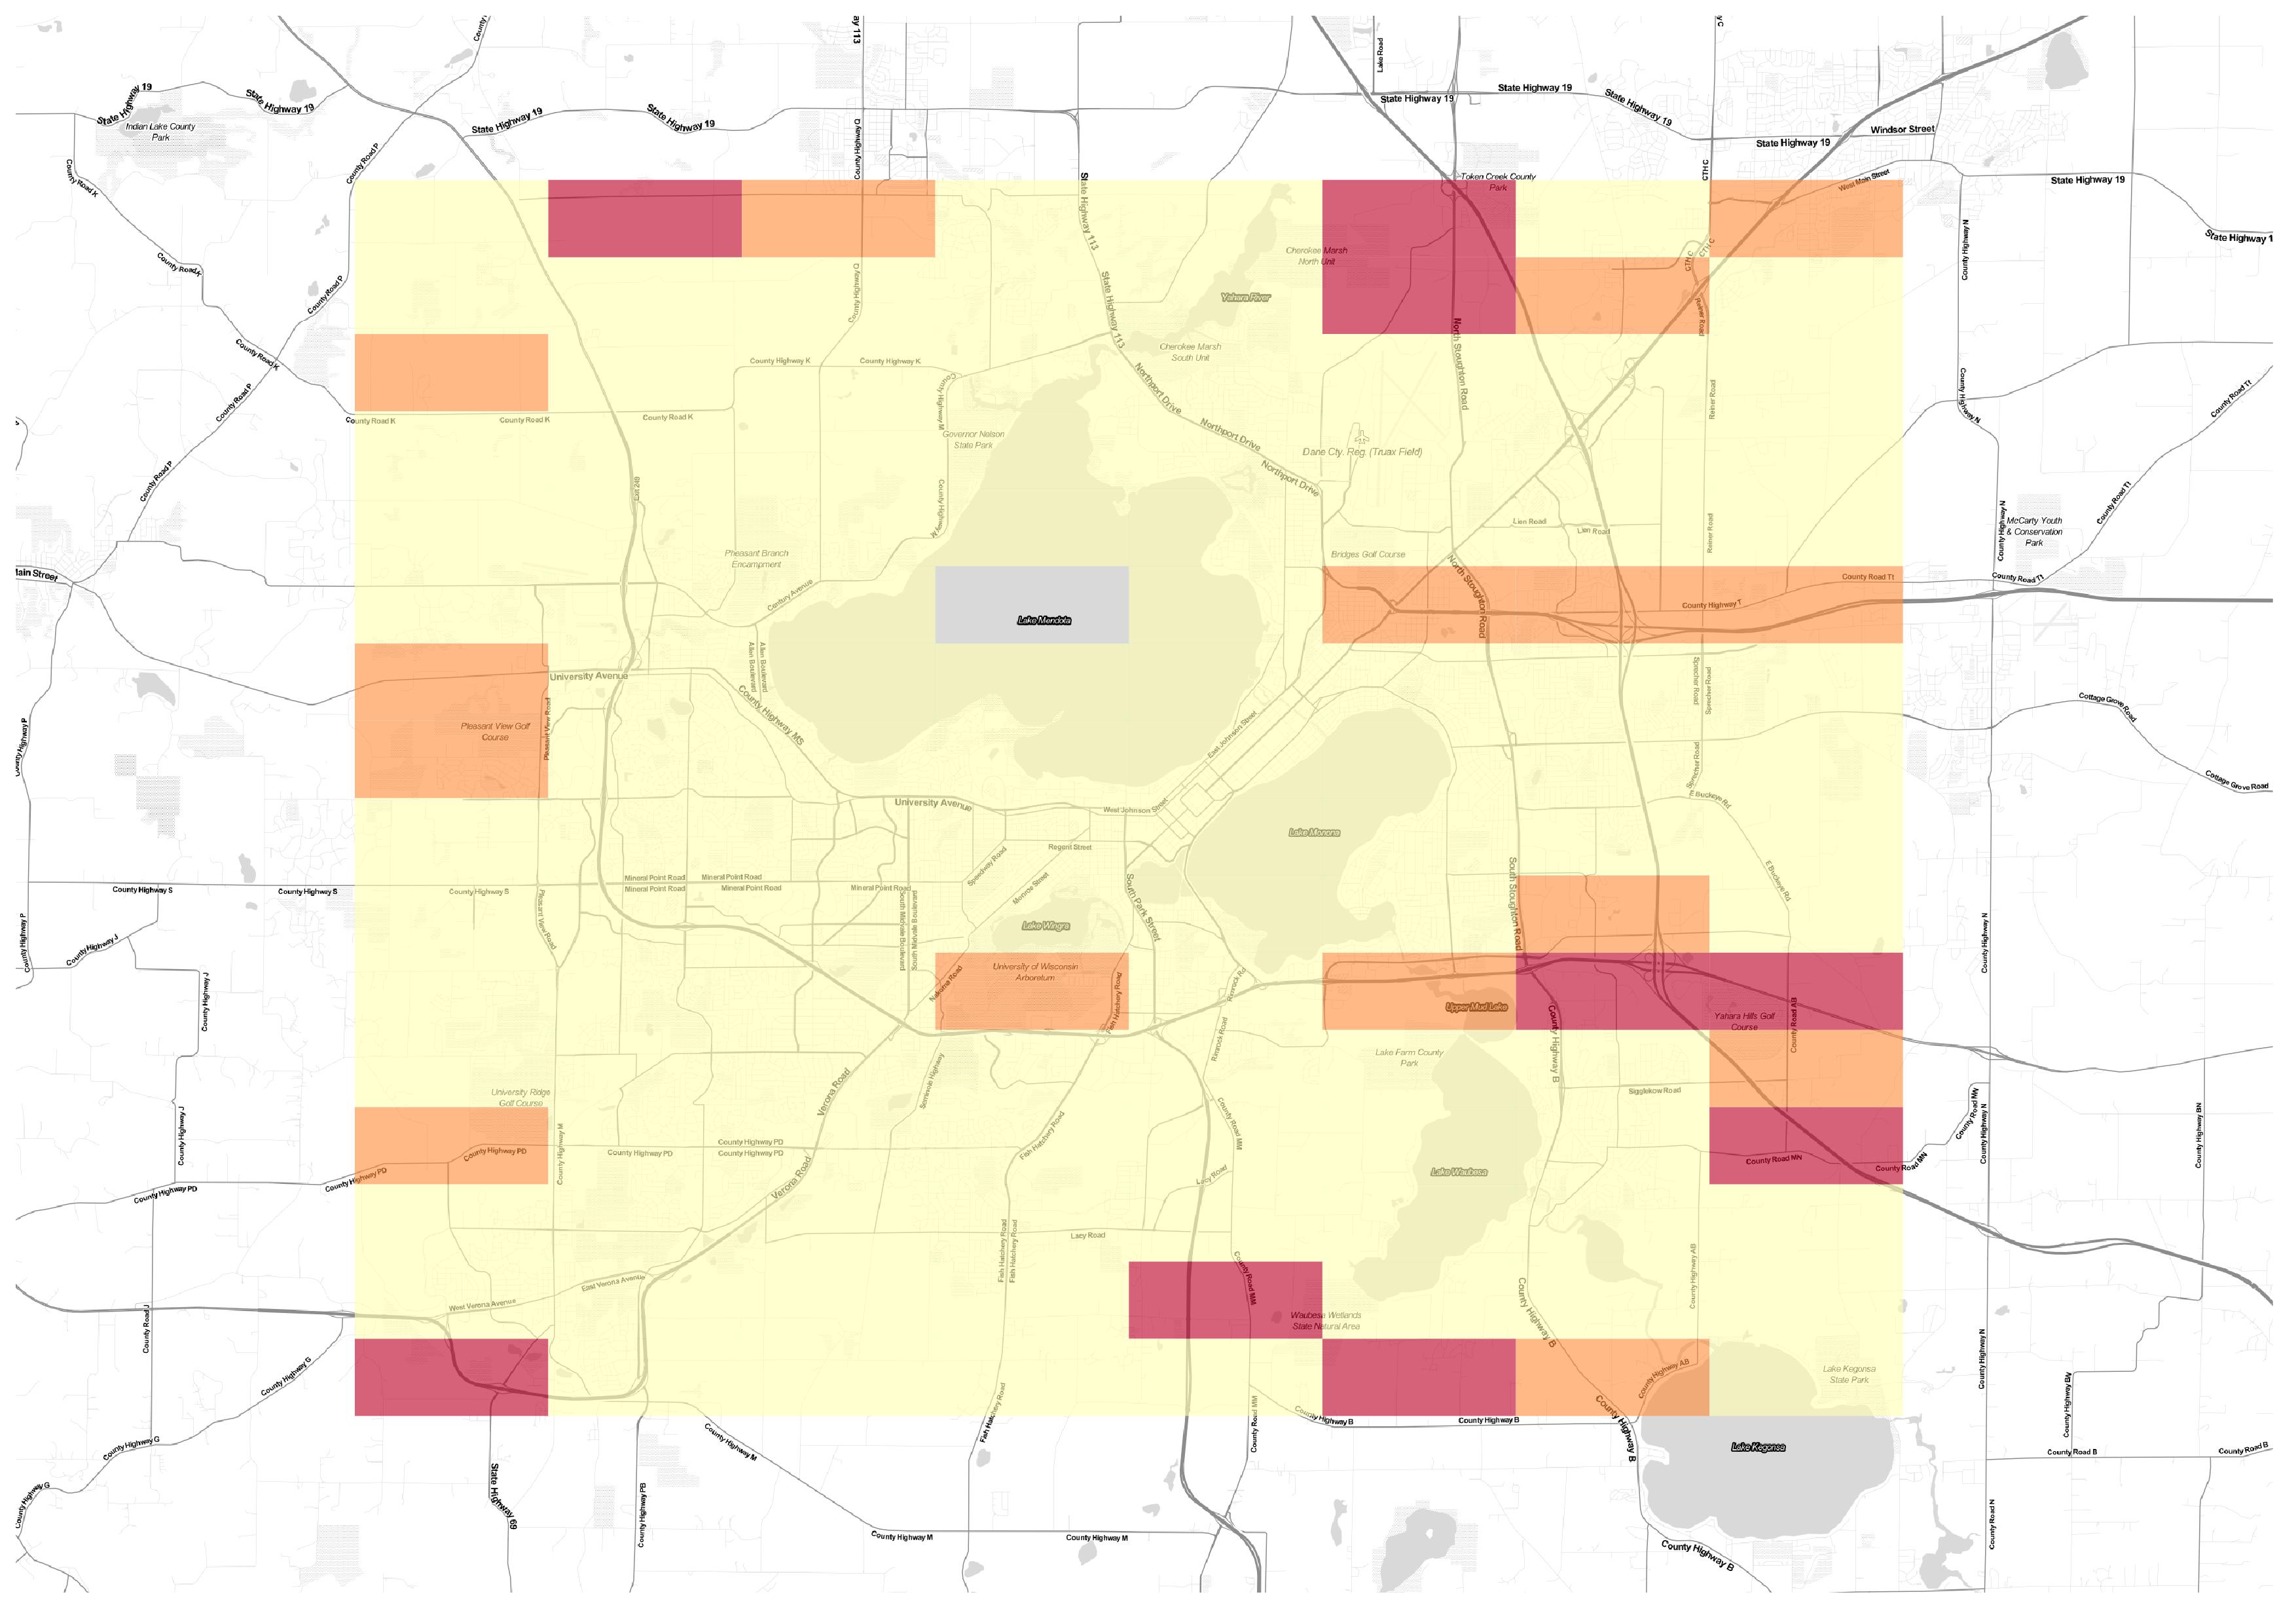 County
ay 113
Lake Road
y C
State Highway 19
State Highway 19
State Highway 19
State Highway 19
State Highway 19
State Highway 19
State Highway 19
Windsor Street
State Highway 19
Indian Lake County
Park
County Highway D
County Road P
County Road K
CTH C
Token Creek County
Park
West Main Street
State Highway 19
State Highway 113
State Highway 1
County Highway N
Cherokee Marsh
North Unit
CTH C
CTH C
County Road K
County Road P
County Highway D
State Highway 113
Yahara River
Reiner Road
Cherokee Marsh
South Unit
North Stoughton Road
County Road K
County Highway K
County Highway K
Northport Drive
County Highway M
County Road P
County Road K
County Road K
County Road K
Reiner Road
County Highway N
County Road Tt
Governor Nelson
State Park
Northport Drive
Dane Cty. Reg. (Truax Field)
Northport Drive
County Road P
Exit 249
County Highway M
County Road Tt
Lien Road
Lien Road
Reiner Road
McCarty Youth
& Conservation
Park
County Highway N
Pheasant Branch
Encampment
Bridges Golf Course
North Stoughton Road
Main Street
Century Avenue
County Road Tt
County Road Tt
County Highway T
Lake Mendota
Allen Boulevard
Allen Boulevard
University Avenue
Sprecher Road
Sprecher Road
County Highway MS
Pleasant View Golf
Course
Pleasant View Road
Cottage Grove Road
County Highway P
East Johnson Street
Sprecher Road
Cottage Grove Road
University Avenue
West Johnson Street
E Buckeye Rd
Lake Monona
Regent Street
Speedway Road
Monroe Street
E Buckeye Rd
County Highway S
County Highway S
County Highway S
Mineral Point Road
Mineral Point Road
Mineral Point Road
Mineral Point Road
Mineral Point Road
South Midvale Boulevard
South Midvale Boulevard
South Park Street
South Stoughton Road
Pleasant View Road
Lake Wingra
County Highway P
County Highway J
County Highway N
University of Wisconsin
Arboretum
Nakoma Road
Fish Hatchery Road
Rimrock Rd
County Highway J
Upper Mud Lake
County Highway B
Yahara Hills Golf
Course
County Road AB
Rimrock Road
Lake Farm County
Park
Seminole Highway
Verona Road
University Ridge
Golf Course
Sigglekow Road
County Road NW
County Highway N
County Highway BN
County Highway J
County Road MM
Fish Hatchery Road
County Highway M
County Highway PD
County Highway PD
County Highway PD
County Highway PD
County Highway PD
County Highway PD
Verona Road
Lacy Road
Lake Waubesa
County Road MN
County Road MN
Lacy Road
Fish Hatchery Road
Fish Hatchery Road
County Highway AB
East Verona Avenue
West Verona Avenue
County Road MM
County Road J
Waubesa Wetlands
State Natural Area
County Highway B
County Highway N
County Highway G
County Highway AB
Lake Kegonsa
State Park
County Highway BW
Fish Hatchery Road
County Road MM
County Highway B
County Highway B
County Highway B
County Highway G
County Highway M
Lake Kegonsa
County Road B
County Road B
County Highway G
State Highway 69
County Highway PB
County Highway M
County Highway M
County Road N
County Highway B